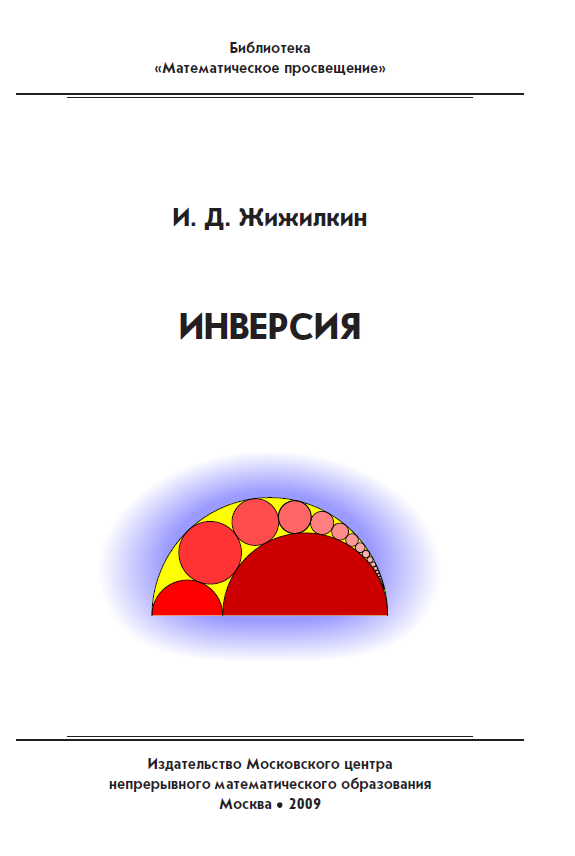 Библиотека
«Математическое просвещение»
И. Д. Жижилкин
ИНВЕРСИЯ
Издательство Московского центра
непрерывного математического образования
Москва • 2009